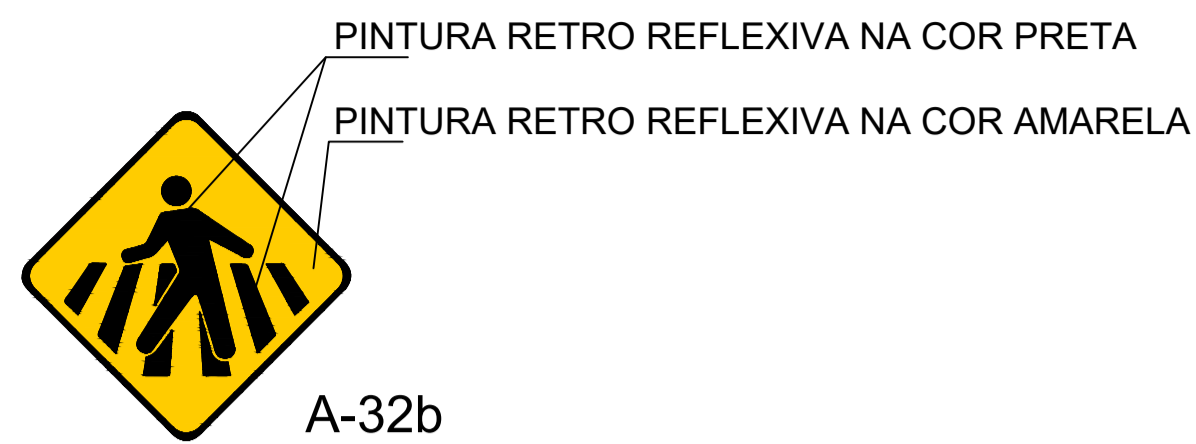 PINTURA RETRO REFLEXIVA NA COR PRETA
PINTURA RETRO REFLEXIVA NA COR AMARELA
A-32b